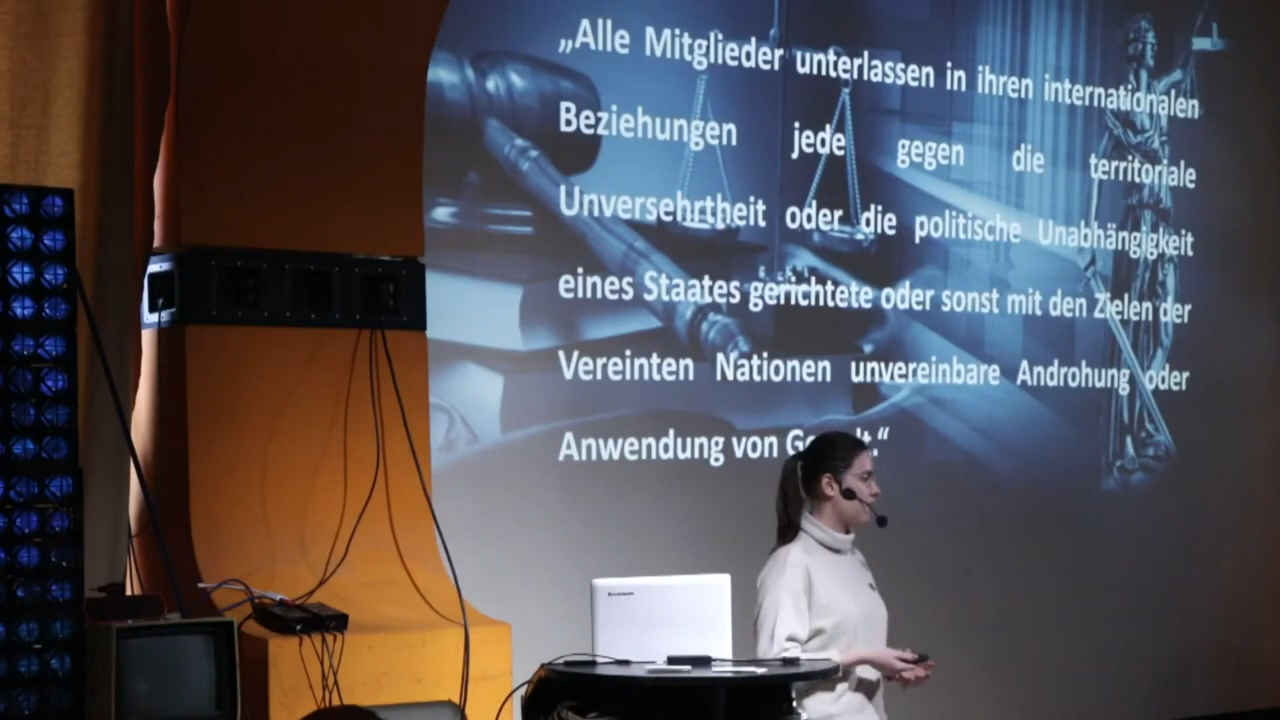 „Alle Mitglieder unterlassen in ihren internationalen
Beziehungen jede gegen die territoriale
Unversehrtheit oder die politische Unabhängigkeit
eines Staates gerichtete oder sonst mit den Zielen der
Vereinten Nationen unvereinbare Androhung oder
Anwendung von
Lenovo